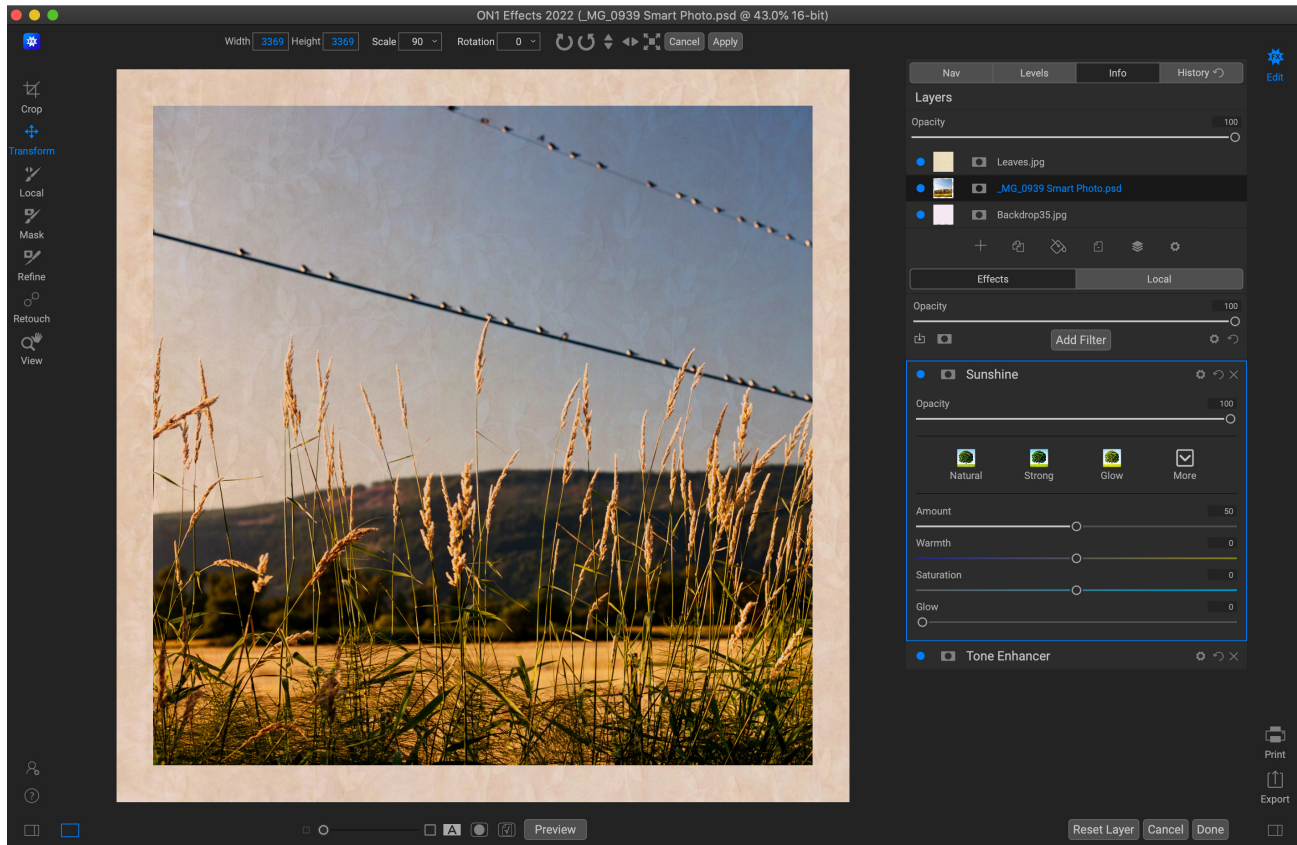 ON1 Effects 2022 (_MG_0939 Smart Photo.psd @ 43.0% 16-bit)
Width 3369 Height 3369 Scale 90 Rotation 0 Cancel Apply
Edit
Crop
Transform
Local
Mask
Refine
Retouch
View
Nav Levels Info History
Layers
Opacity 100
Leaves.jpg
_MG_0939 Smart Photo.psd
Backdrop35.jpg
Effects Local
Opacity 100
Add Filter
Sunshine
Opacity 100
Natural Strong Glow More
Amount 50
Warmth 0
Saturation 0
Glow 0
Tone Enhancer
Print
Export
?
A Preview
Reset Layer Cancel Done